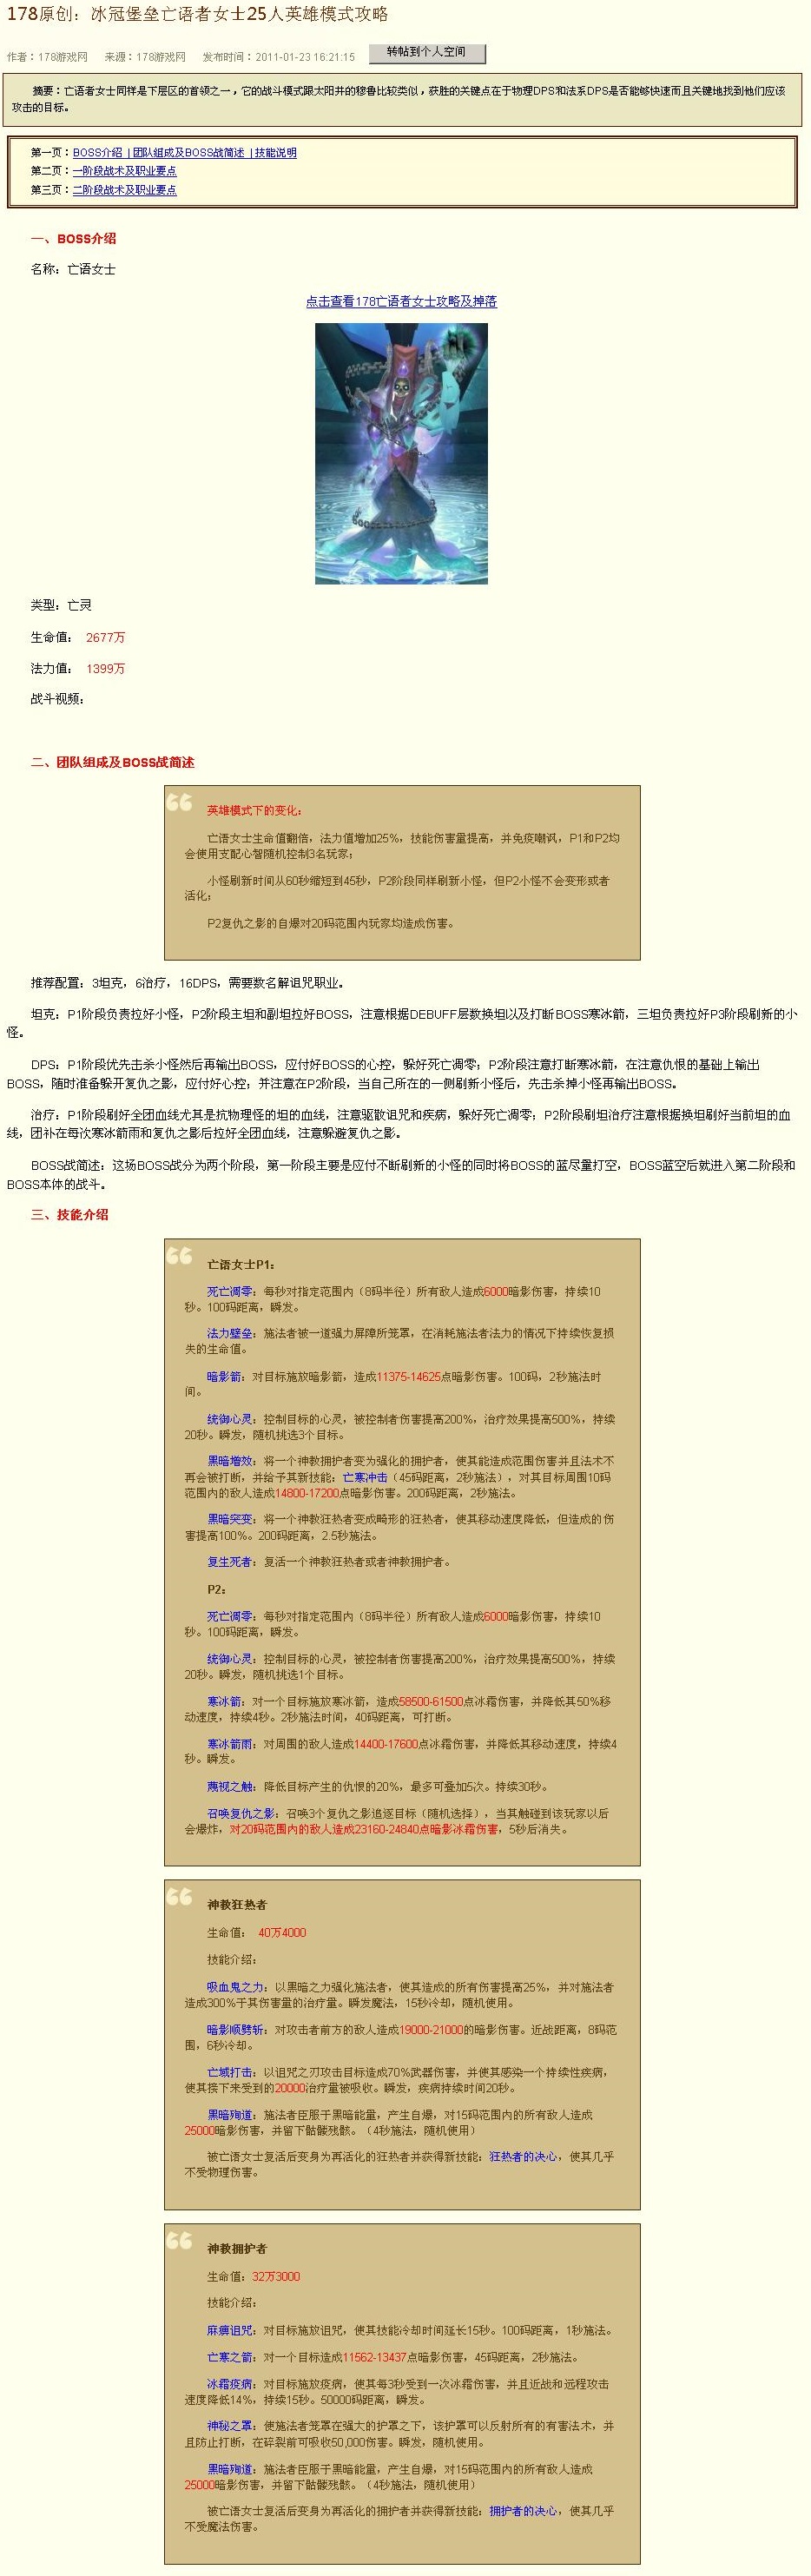 178原创：冰冠堡垒亡语者女士25人英雄模式攻略
作者：178游戏网 来源：178游戏网 发布时间：2011-01-23 16:21:15 转帖到个人空间
摘要：亡语者女士同样是下层区的首领之一，它的战斗模式跟太阳井的穆鲁比较类似，获胜的关键点在于物理DPS和法系DPS是否能够快速而且关键地找到他们应该
攻击的目标。
第一页：BOSS介绍 | 团队组成及BOSS战简述 | 技能说明
第二页：一阶段战术及职业要点
第三页：二阶段战术及职业要点
一、BOSS介绍
名称：亡语女士
点击查看178亡语者女士攻略及掉落
类型：亡灵
生命值： 2677万
法力值： 1399万
战斗视频：
二、团队组成及BOSS战简述
英雄模式下的变化：
亡语女士生命值翻倍，法力值增加25%，技能伤害量提高，并免疫嘲讽，P1和P2均
会使用支配心智随机控制3名玩家；
小怪刷新时间从60秒缩短到45秒，P2阶段同样刷新小怪，但P2小怪不会变形或者
活化；
P2复仇之影的自爆对20码范围内玩家均造成伤害。
推荐配置：3坦克，6治疗，16DPS，需要数名解诅咒职业。
坦克：P1阶段负责拉好小怪，P2阶段主坦和副坦拉好BOSS，注意根据DEBUFF层数换坦以及打断BOSS寒冰箭，三坦负责拉好P3阶段刷新的小
怪。
DPS：P1阶段优先击杀小怪然后再输出BOSS，应付好BOSS的心控，躲好死亡凋零；P2阶段注意打断寒冰箭，在注意仇恨的基础上输出
BOSS，随时准备躲开复仇之影，应付好心控；并注意在P2阶段，当自己所在的一侧刷新小怪后，先击杀掉小怪再输出BOSS。
治疗：P1阶段刷好全团血线尤其是抗物理怪的坦的血线，注意驱散诅咒和疾病，躲好死亡凋零；P2阶段刷坦治疗注意根据换坦刷好当前坦的血
线，团补在每次寒冰箭雨和复仇之影后拉好全团血线，注意躲避复仇之影。
BOSS战简述：这场BOSS战分为两个阶段，第一阶段主要是应付不断刷新的小怪的同时将BOSS的蓝尽量打空，BOSS蓝空后就进入第二阶段和
BOSS本体的战斗。
三、技能介绍
亡语女士P1：
死亡凋零：每秒对指定范围内（8码半径）所有敌人造成6000暗影伤害，持续10
秒。100码距离，瞬发。
法力壁垒：施法者被一道强力屏障所笼罩，在消耗施法者法力的情况下持续恢复损
失的生命值。
暗影箭：对目标施放暗影箭，造成11375-14625点暗影伤害。100码，2秒施法时
间。
统御心灵：控制目标的心灵，被控制者伤害提高200%，治疗效果提高500%，持续
20秒。瞬发，随机挑选3个目标。
黑暗增效：将一个神教拥护者变为强化的拥护者，使其能造成范围伤害并且法术不
再会被打断，并给予其新技能：亡寒冲击（45码距离，2秒施法），对其目标周围10码
范围内的敌人造成14800-17200点暗影伤害。200码距离，2秒施法。
黑暗突变：将一个神教狂热者变成畸形的狂热者，使其移动速度降低，但造成的伤
害提高100%。200码距离，2.5秒施法。
复生死者：复活一个神教狂热者或者神教拥护者。
P2：
死亡凋零：每秒对指定范围内（8码半径）所有敌人造成6000暗影伤害，持续10
秒。100码距离，瞬发。
统御心灵：控制目标的心灵，被控制者伤害提高200%，治疗效果提高500%，持续
20秒。瞬发，随机挑选1个目标。
寒冰箭：对一个目标施放寒冰箭，造成58500-61500点冰霜伤害，并降低其50%移
动速度，持续4秒。2秒施法时间，40码距离，可打断。
寒冰箭雨：对周围的敌人造成14400-17600点冰霜伤害，并降低其移动速度，持续4
秒。瞬发。
蔑视之触：降低目标产生的仇恨的20%，最多可叠加5次。持续30秒。
召唤复仇之影：召唤3个复仇之影追逐目标（随机选择），当其触碰到该玩家以后
会爆炸，对20码范围内的敌人造成23160-24840点暗影冰霜伤害，5秒后消失。
神教狂热者
生命值： 40万4000
技能介绍：
吸血鬼之力：以黑暗之力强化施法者，使其造成的所有伤害提高25%，并对施法者
造成300%于其伤害量的治疗量。瞬发魔法，15秒冷却，随机使用。
暗影顺劈斩：对攻击者前方的敌人造成19000-21000的暗影伤害。近战距离，8码范
围，6秒冷却。
亡域打击：以诅咒之刃攻击目标造成70%武器伤害，并使其感染一个持续性疾病，
使其接下来受到的20000治疗量被吸收。瞬发，疾病持续时间20秒。
黑暗殉道：施法者臣服于黑暗能量，产生自爆，对15码范围内的所有敌人造成
25000暗影伤害，并留下骷髅残骸。（4秒施法，随机使用）
被亡语女士复活后变身为再活化的狂热者并获得新技能：狂热者的决心，使其几乎
不受物理伤害。
神教拥护者
生命值：32万3000
技能介绍：
麻痹诅咒：对目标施放诅咒，使其技能冷却时间延长15秒。100码距离，1秒施法。
亡寒之箭：对一个目标造成11562-13437点暗影伤害，45码距离，2秒施法。
冰霜疫病：对目标施放疫病，使其每3秒受到一次冰霜伤害，并且近战和远程攻击
速度降低14%，持续15秒。50000码距离，瞬发。
神秘之罩：使施法者笼罩在强大的护罩之下，该护罩可以反射所有的有害法术，并
且防止打断，在碎裂前可吸收50,000伤害。瞬发，随机使用。
黑暗殉道：施法者臣服于黑暗能量，产生自爆，对15码范围内的所有敌人造成
25000暗影伤害，并留下骷髅残骸。（4秒施法，随机使用）
被亡语女士复活后变身为再活化的拥护者并获得新技能：拥护者的决心，使其几乎
不受魔法伤害。